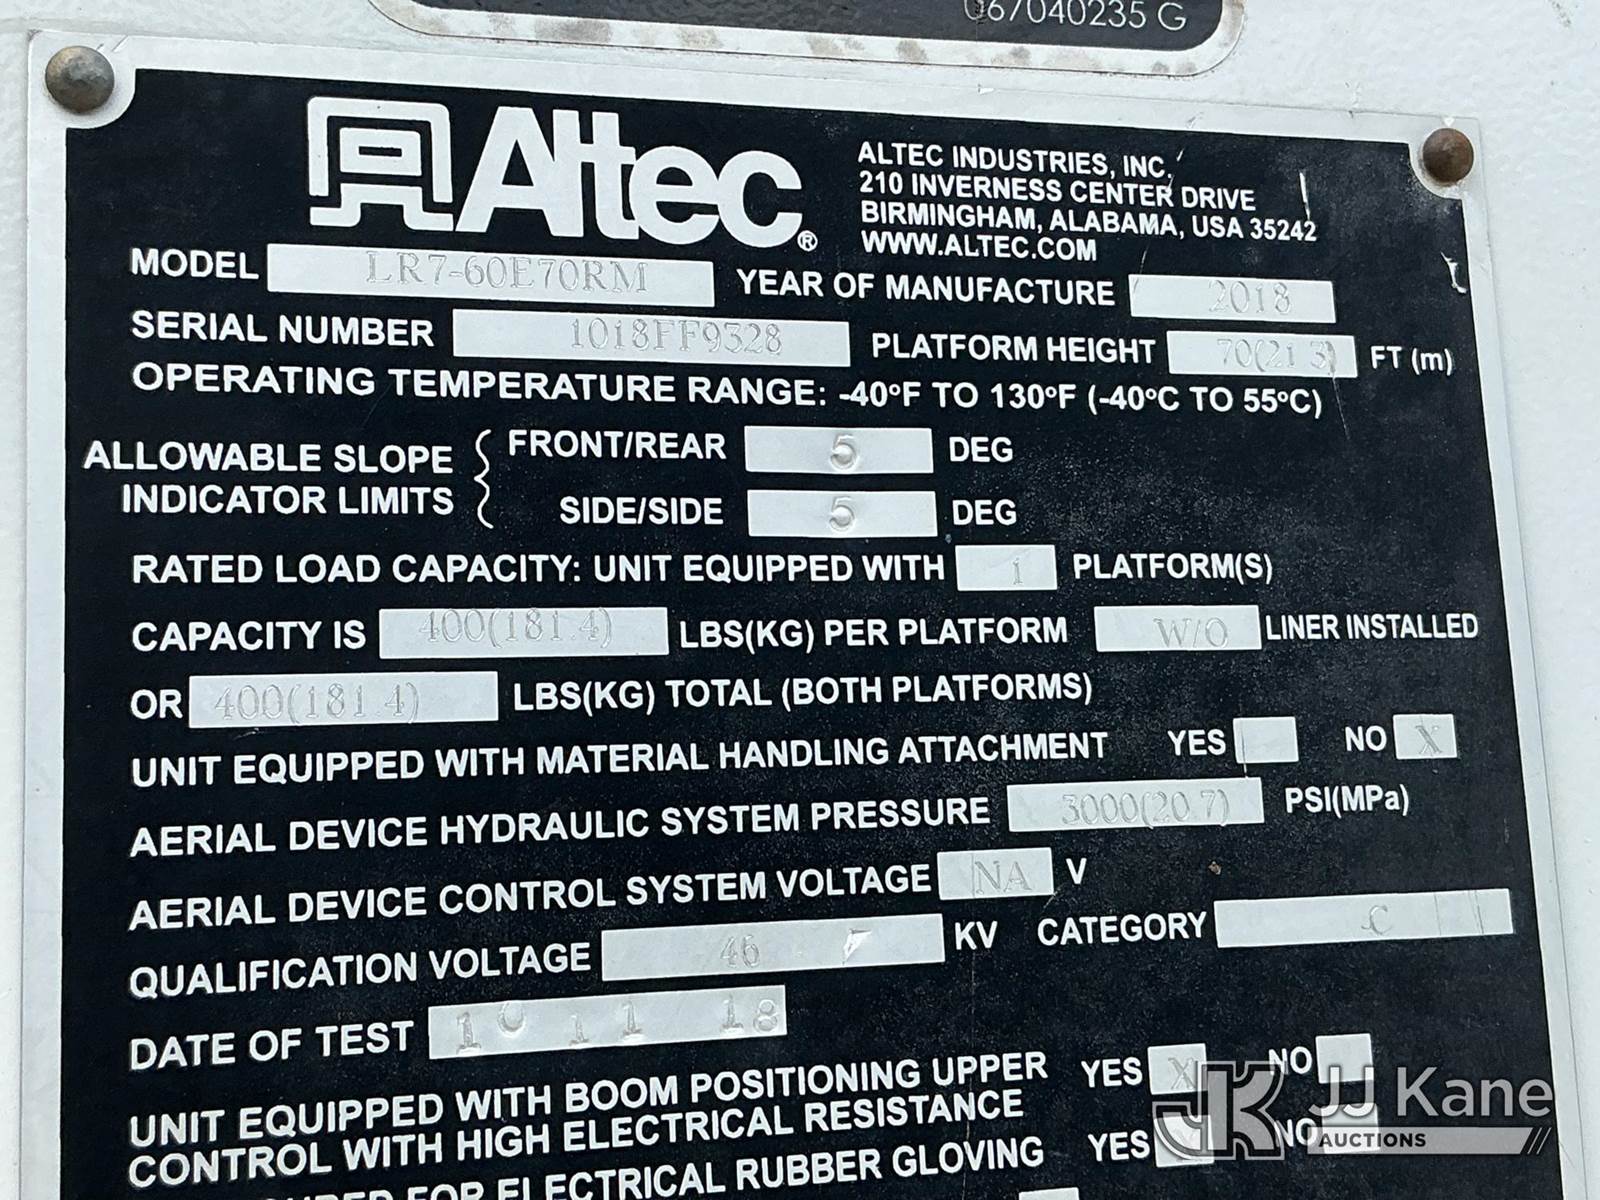 067040235 G
Altec®
ALTEC INDUSTRIES, INC.
210 INVERNESS CENTER DRIVE
BIRMINGHAM, ALABAMA, USA 35242
WWW.ALTEC.COM
MODEL LR7-60E70RM YEAR OF MANUFACTURE 2018
SERIAL NUMBER 1018FF9328 PLATFORM HEIGHT 70(21.3) FT (m)
OPERATING TEMPERATURE RANGE: -40°F TO 130°F (-40°C TO 55°C)
ALLOWABLE SLOPE INDICATOR LIMITS { FRONT/REAR 5 DEG
SIDE/SIDE 5 DEG
RATED LOAD CAPACITY: UNIT EQUIPPED WITH 1 PLATFORM(S)
CAPACITY IS 400(181.4) LBS(KG) PER PLATFORM W/O LINER INSTALLED
OR 400(181.4) LBS(KG) TOTAL (BOTH PLATFORMS)
UNIT EQUIPPED WITH MATERIAL HANDLING ATTACHMENT YES NO X
AERIAL DEVICE HYDRAULIC SYSTEM PRESSURE 3000(20.7) PSI(MPa)
AERIAL DEVICE CONTROL SYSTEM VOLTAGE NA V
QUALIFICATION VOLTAGE 46 KV CATEGORY C
DATE OF TEST 10 11 18
UNIT EQUIPPED WITH BOOM POSITIONING UPPER YES X NO
CONTROL WITH HIGH ELECTRICAL RESISTANCE
FOR ELECTRICAL RUBBER GLOVING YES NO
JK JJ Kane
AUCTIONS